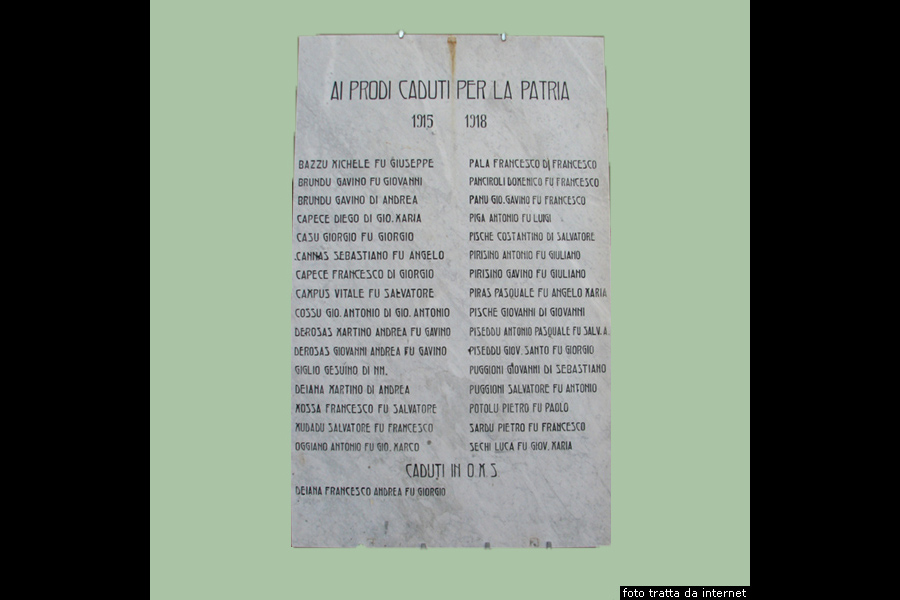 AI PRODI CADUTI PER LA PATRIA
1915 1918
BAZZU MICHELE FU GIUSEPPE
BRUNDU GAVINO FU GIOVANNI
BRUNDU GAVINO DI ANDREA
CAPECE DIEGO DI GIO. MARIA
CASU GIORGIO FU GIORGIO
CANNAS SEBASTIANO FU ANGELO
CAPECE FRANCESCO DI GIORGIO
CAMPUS VITALE FU SALVATORE
COSSU GIO. ANTONIO DI GIO. ANTONIO
DEROSAS MARTINO ANDREA FU GAVINO
DEROSAS GIOVANNI ANDREA FU GAVINO
GIGLIO GESUINO DI NN.
DEIANA MARTINO DI ANDREA
MOSSA FRANCESCO FU SALVATORE
MUDADU SALVATORE FU FRANCESCO
OGGIANO ANTONIO FU GIO. MARCO
PALA FRANCESCO DI FRANCESCO
PANCIROLI DOMENICO FU FRANCESCO
PANU GIO. GAVINO FU FRANCESCO
PIGA ANTONIO FU LUIGI
PISCHE COSTANTINO DI SALVATORE
PIRISINO ANTONIO FU GIULIANO
PIRISINO GAVINO FU GIULIANO
PIRAS PASQUALE FU ANGELO MARIA
PISCHE GIOVANNI DI GIOVANNI
PISEDDU ANTONIO PASQUALE FU SALV. A.
PISEDDU GIOV. SANTO FU GIORGIO
PUGGIONI GIOVANNI DI SEBASTIANO
PUGGIONI SALVATORE FU ANTONIO
POTOLU PIETRO FU PAOLO
SARDU PIETRO FU FRANCESCO
SECHI LUCA FU GIOV. MARIA
CADUTI IN O.M.S.
DEIANA FRANCESCO ANDREA FU GIORGIO
foto tratta da internet